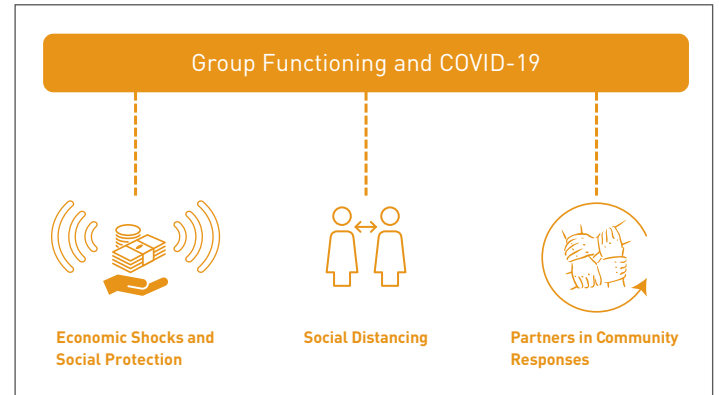 Group Functioning and COVID-19
Economic Shocks and
Social Protection
Social Distancing
Partners in Community
Responses